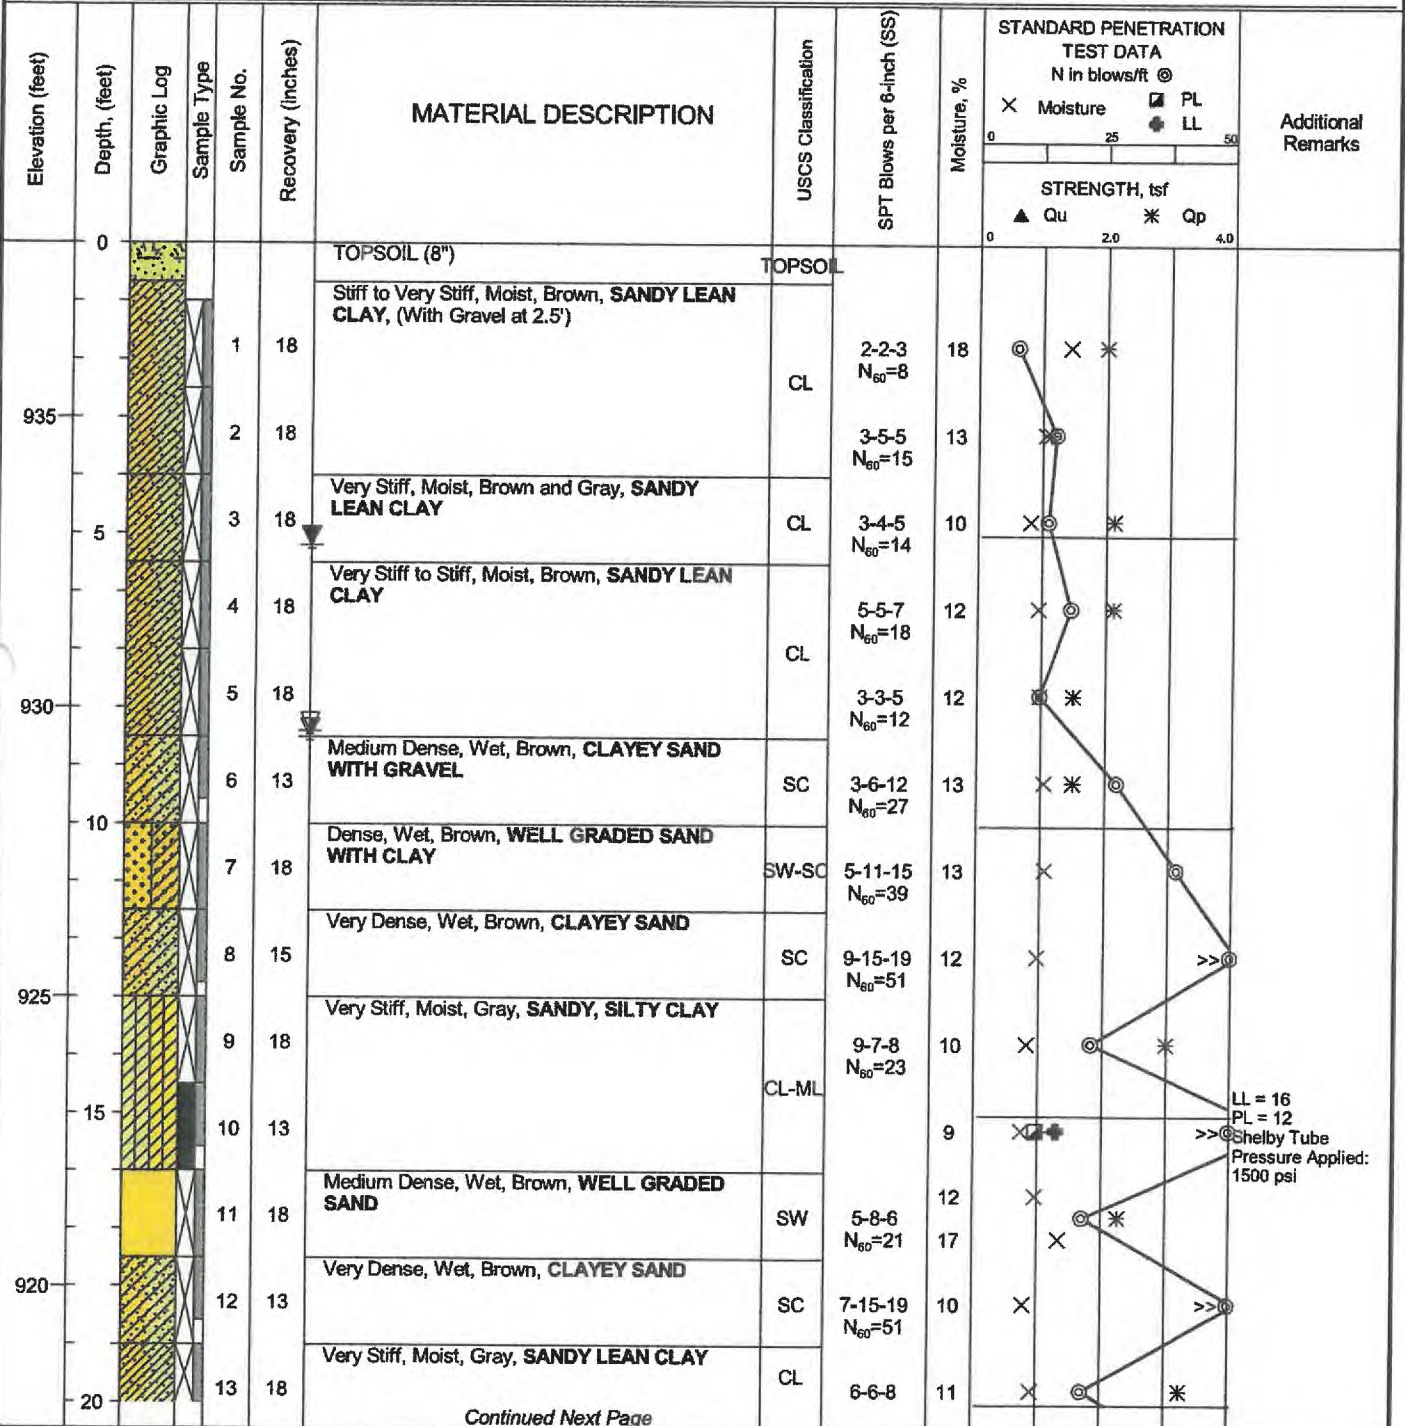 Elevation (feet)
Depth, (feet)
Graphic Log
Sample Type
Sample No.
Recovery (inches)
MATERIAL DESCRIPTION
USCS Classification
SPT Blows per 6-inch (SS)
Moisture, %
STANDARD PENETRATION
TEST DATA
N in blows/ft
Moisture
PL
LL
0 25 50
STRENGTH, tsf
Qu Qp
0 2.0 4.0
Additional
Remarks
0
TOPSOIL (8")
TOPSOIL
Stiff to Very Stiff, Moist, Brown, SANDY LEAN
CLAY, (With Gravel at 2.5')
CL
1 18 2-2-3 18
N60=8
935
2 18 3-5-5 13
N60=15
Very Stiff, Moist, Brown and Gray, SANDY
LEAN CLAY
3 18 CL 3-4-5 10
N60=14
5
Very Stiff to Stiff, Moist, Brown, SANDY LEAN
CLAY
4 18 5-5-7 12
N60=18
CL
5 18 3-3-5 12
N60=12
930
Medium Dense, Wet, Brown, CLAYEY SAND
WITH GRAVEL
6 13 SC 3-6-12 13
N60=27
10
Dense, Wet, Brown, WELL GRADED SAND
WITH CLAY
7 18 SW-SC 5-11-15 13
N60=39
Very Dense, Wet, Brown, CLAYEY SAND
8 15 SC 9-15-19 12 >>
N60=51
925
Very Stiff, Moist, Gray, SANDY, SILTY CLAY
9 18 9-7-8 10
N60=23
CL-ML
15
10 13 9 >>
LL = 16
PL = 12
Shelby Tube
Pressure Applied:
1500 psi
Medium Dense, Wet, Brown, WELL GRADED
SAND
12
11 18 SW 5-8-6
N60=21 17
920
Very Dense, Wet, Brown, CLAYEY SAND
12 13 SC 7-15-19 10 >>
N60=51
Very Stiff, Moist, Gray, SANDY LEAN CLAY
13 18 CL 6-6-8 11
20
Continued Next Page